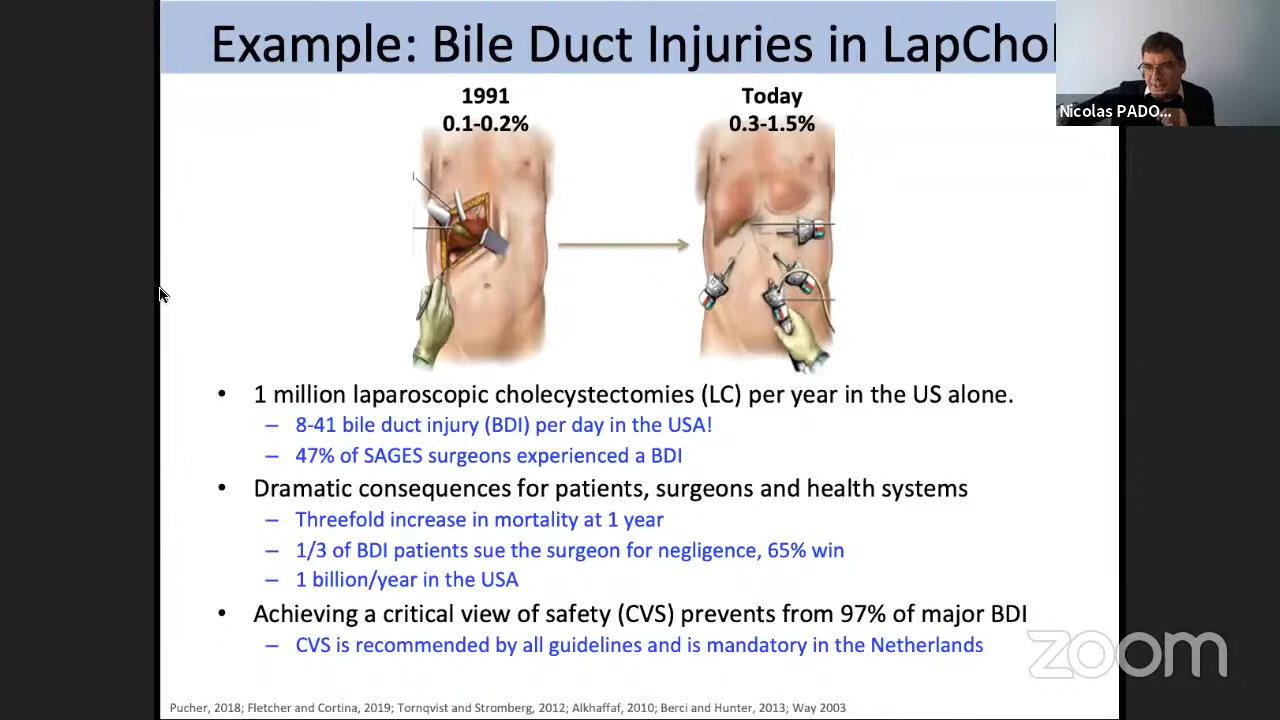 Example: Bile Duct Injuries in LapChol
Nicolas PADO...
1991
0.1-0.2%
Today
0.3-1.5%
• 1 million laparoscopic cholecystectomies (LC) per year in the US alone.
– 8-41 bile duct injury (BDI) per day in the USA!
– 47% of SAGES surgeons experienced a BDI
• Dramatic consequences for patients, surgeons and health systems
– Threefold increase in mortality at 1 year
– 1/3 of BDI patients sue the surgeon for negligence, 65% win
– 1 billion/year in the USA
• Achieving a critical view of safety (CVS) prevents from 97% of major BDI
– CVS is recommended by all guidelines and is mandatory in the Netherlands
zoom
Pucher, 2018; Fletcher and Cortina, 2019; Tornqvist and Stromberg, 2012; Alkhaffaf, 2010; Berci and Hunter, 2013; Way 2003